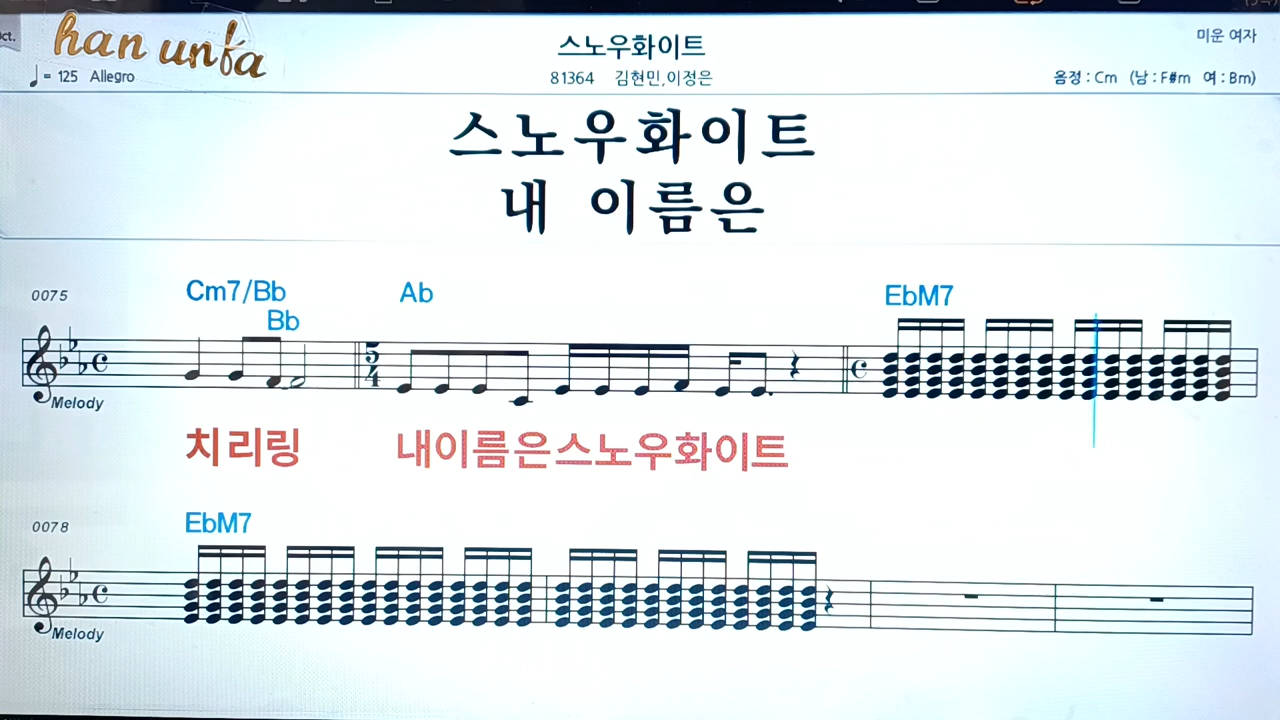 ct.
han unfa
스노우화이트
미운 여자
♩= 125 Allegro
81364 김현민,이정은
음정 : Cm (남 : F#m 여 : Bm)
스노우화이트
내 이름은
0075
Cm7/Bb
Bb
Ab
EbM7
5
4
Melody
치 리링 내이름은스노우화이트
0078
EbM7
Melody